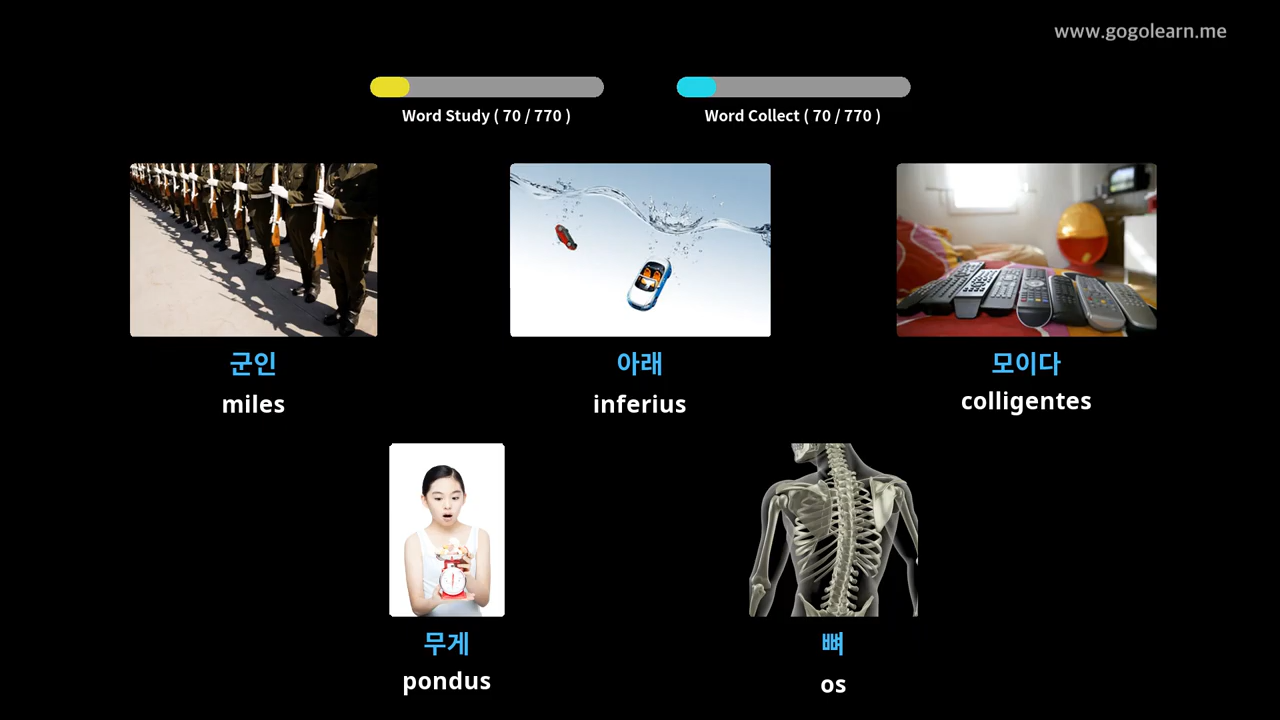 www.gogolearn.me
Word Study ( 70 / 770 )
Word Collect ( 70 / 770 )
군인
miles
아래
inferius
모이다
colligentes
무게
pondus
뼈
os